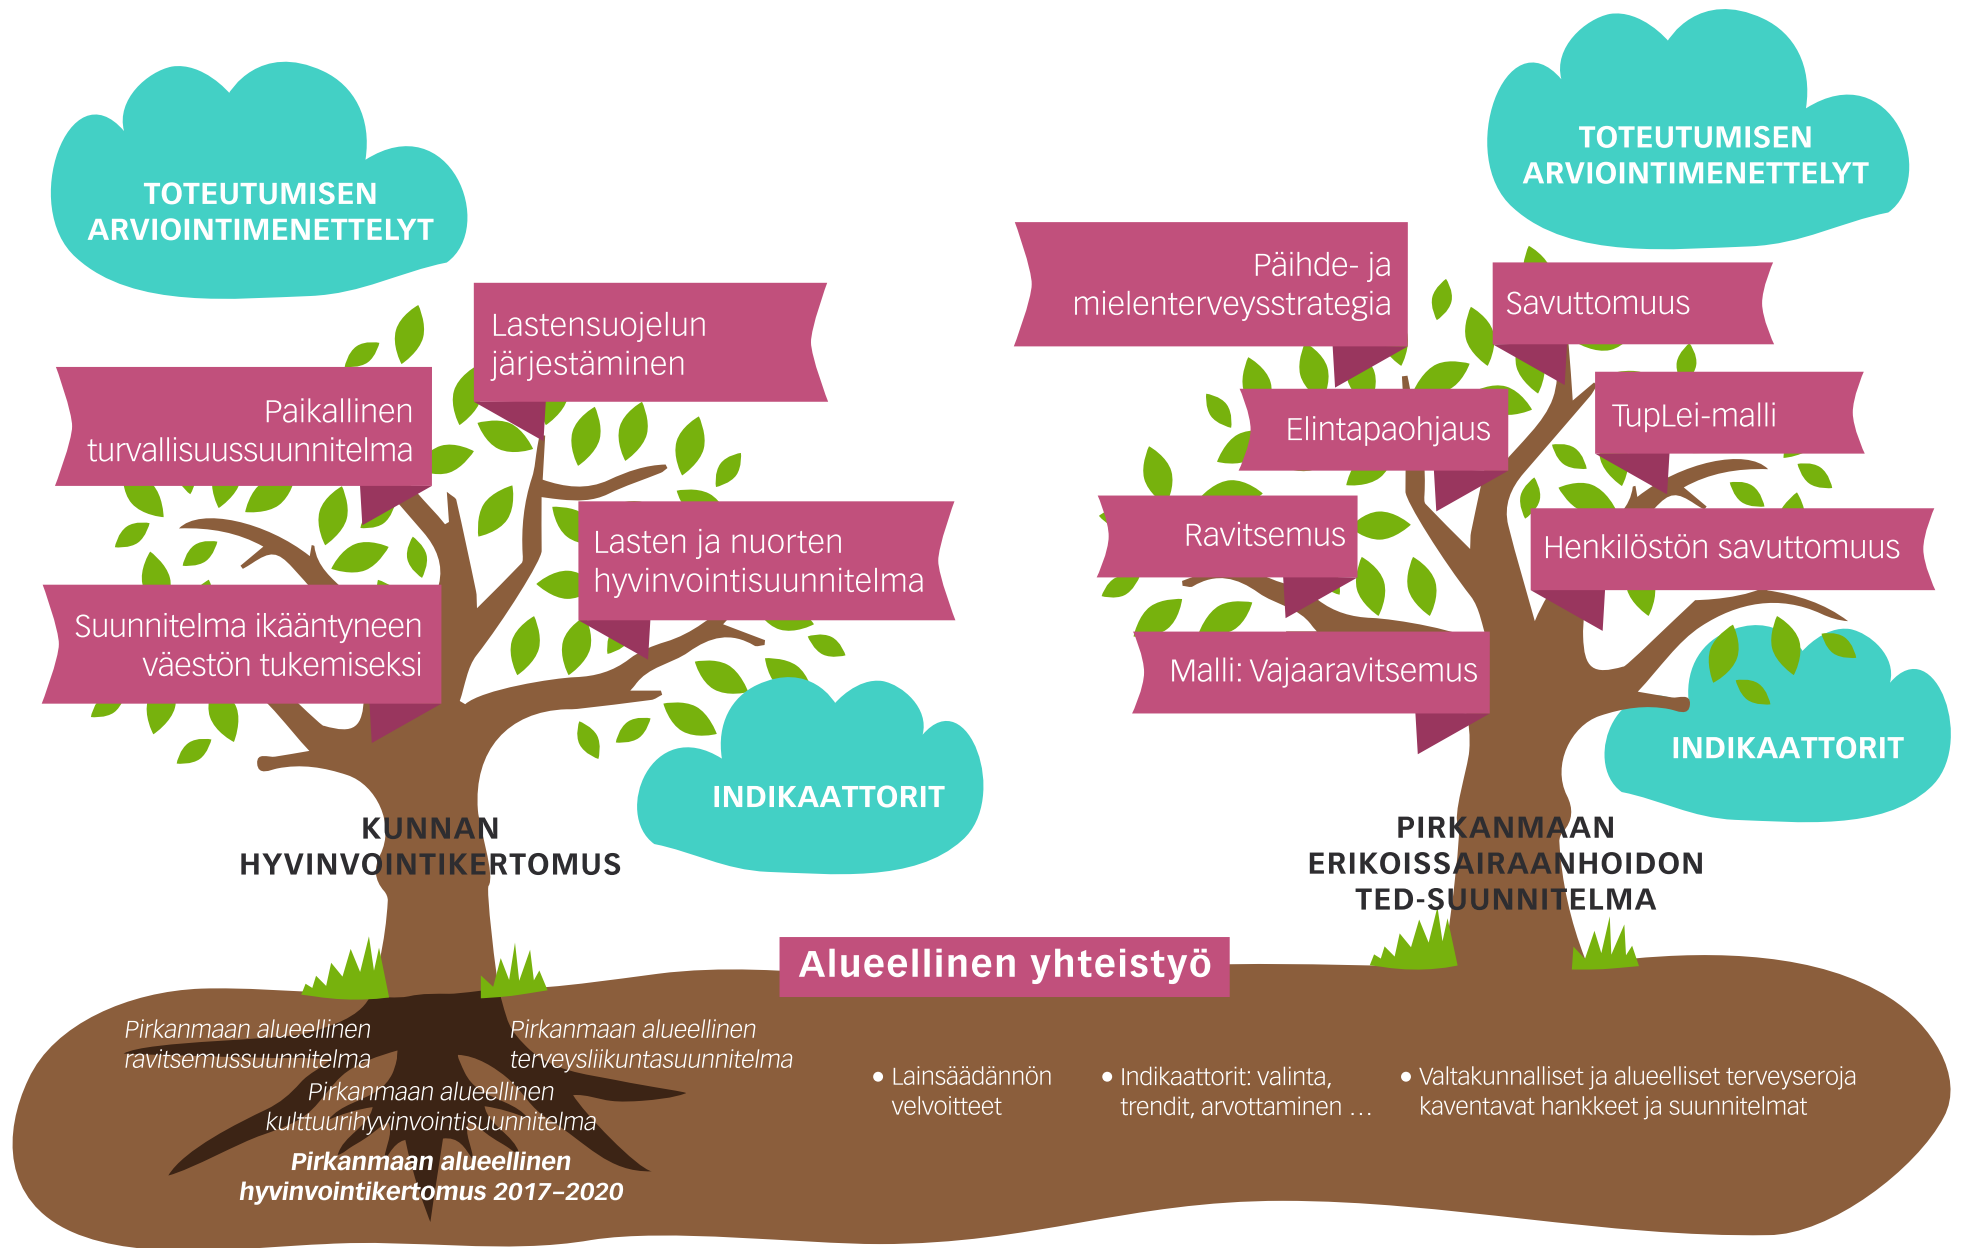 TOTEUTUMISEN
ARVIOINTIMENETTELYT
Lastensuojelun
järjestäminen
Paikallinen
turvallisuussuunnitelma
Lasten ja nuorten
hyvinvointisuunnitelma
Suunnitelma ikääntyneen
väestön tukemiseksi
INDIKAATTORIT
KUNNAN
HYVINVOINTIKERTOMUS
TOTEUTUMISEN
ARVIOINTIMENETTELYT
Päihde- ja
mielenterveysstrategia
Savuttomuus
Elintapaohjaus
TupLei-malli
Ravitsemus
Henkilöstön savuttomuus
Malli: Vajaaravitsemus
INDIKAATTORIT
PIRKANMAAN
ERIKOISSAIRAANHOIDON
TED-SUUNNITELMA
Alueellinen yhteistyö
Pirkanmaan alueellinen
ravitsemussuunnitelma
Pirkanmaan alueellinen
terveysliikuntasuunnitelma
Pirkanmaan alueellinen
kulttuurihyvinvointisuunnitelma
Pirkanmaan alueellinen
hyvinvointikertomus 2017–2020
• Lainsäädännön
velvoitteet
• Indikaattorit: valinta,
trendit, arvottaminen …
• Valtakunnalliset ja alueelliset terveyseroja
kaventavat hankkeet ja suunnitelmat